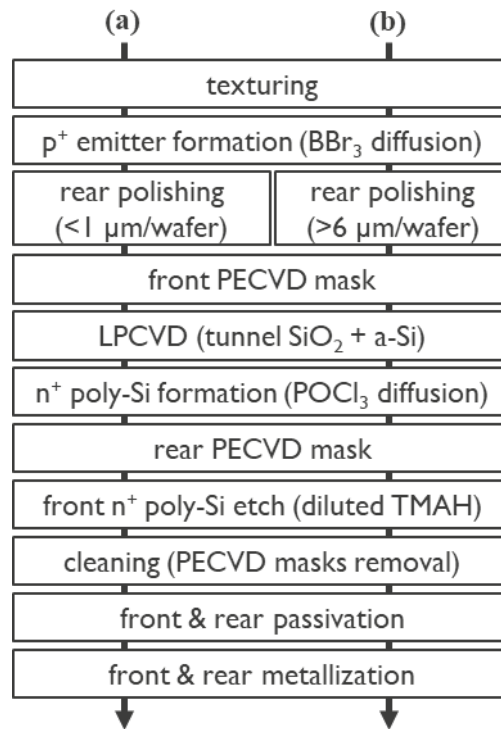 (a) (b)
texturing
p⁺ emitter formation (BBr₃ diffusion)
rear polishing
(<1 μm/wafer)
rear polishing
(>6 μm/wafer)
front PECVD mask
LPCVD (tunnel SiO₂ + a-Si)
n⁺ poly-Si formation (POCl₃ diffusion)
rear PECVD mask
front n⁺ poly-Si etch (diluted TMAH)
cleaning (PECVD masks removal)
front & rear passivation
front & rear metallization